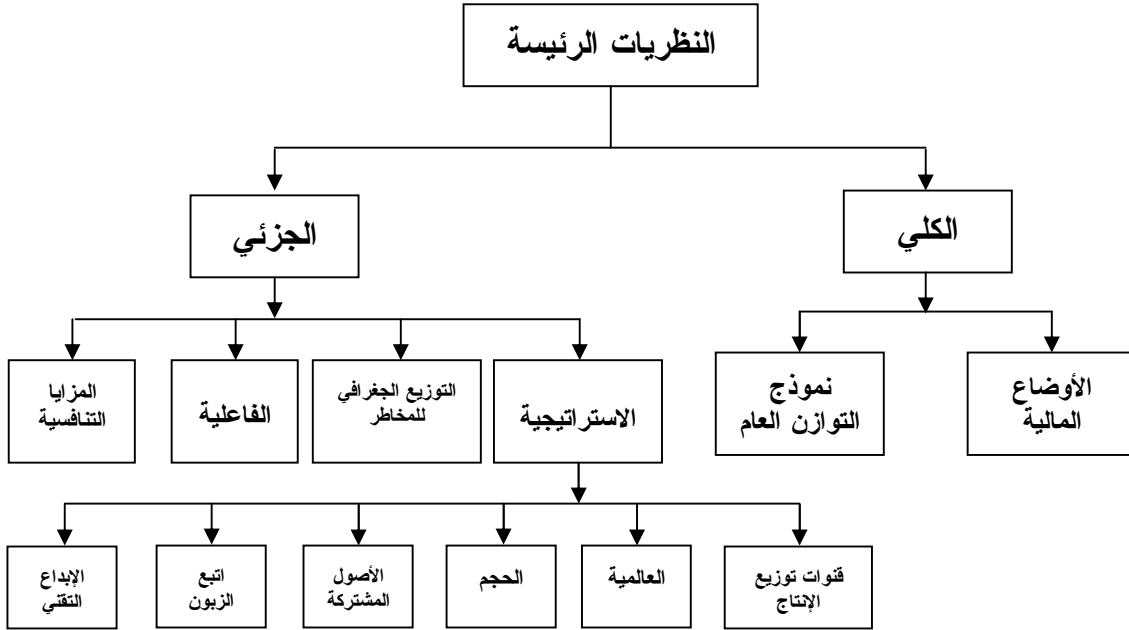 النظريات الرئيسة
الكلي
الجزئي
الأوضاع
المالية
نموذج
التوازن العام
الاستراتيجية
التوزيع الجغرافي
للمخاطر
الفاعلية
المزايا
التنافسية
قنوات توزيع
الإنتاج
العالمية
الحجم
الأصول
المشتركة
اتبع
الزبون
الإبداع
التقني